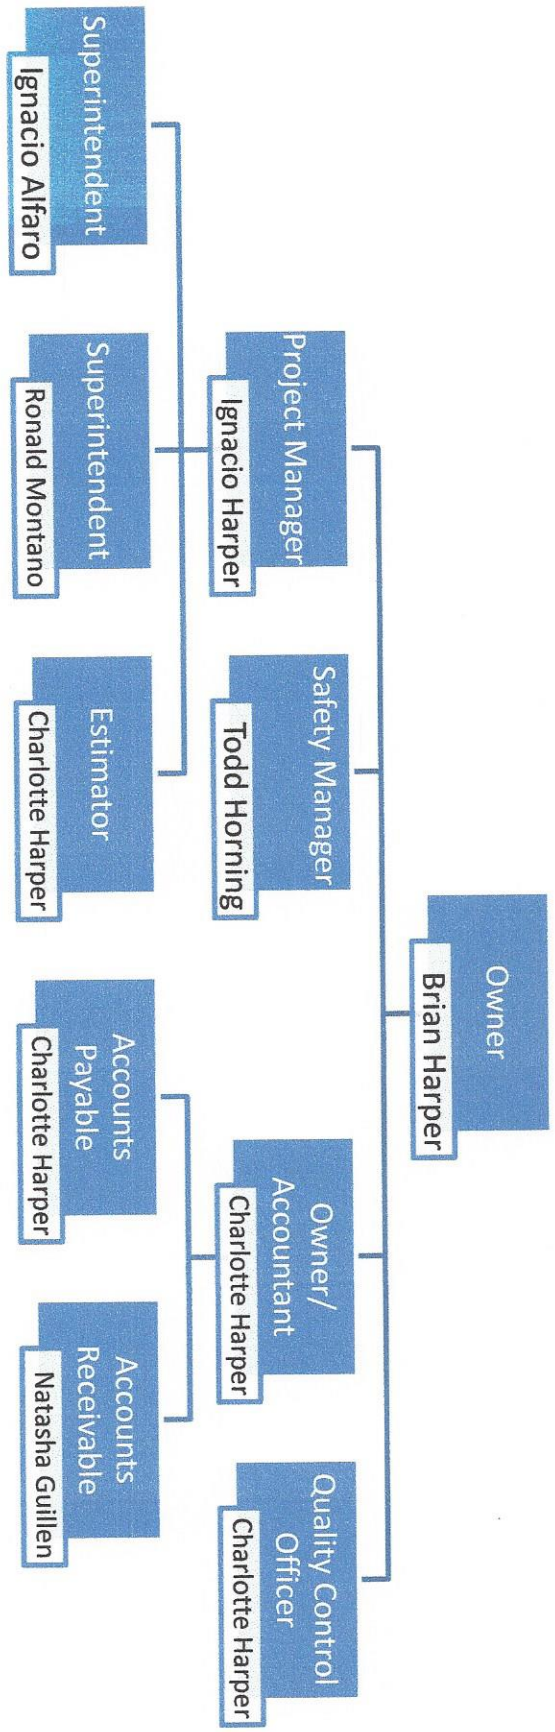 Owner
Brian Harper
Project Manager
Ignacio Harper
Safety Manager
Todd Horning
Owner/
Accountant
Charlotte Harper
Quality Control
Officer
Charlotte Harper
Superintendent
Ignacio Alfaro
Superintendent
Ronald Montano
Estimator
Charlotte Harper
Accounts
Payable
Charlotte Harper
Accounts
Receivable
Natasha Guillen